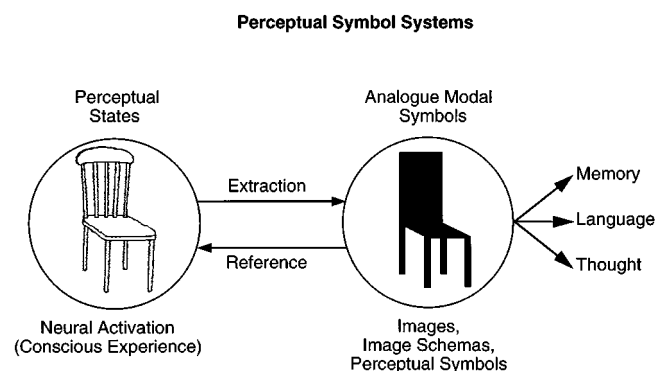 Perceptual Symbol Systems
Perceptual
States
Analogue Modal
Symbols
Extraction
Reference
Memory
Language
Thought
Neural Activation
(Conscious Experience)
Images,
Image Schemas,
Perceptual Symbols